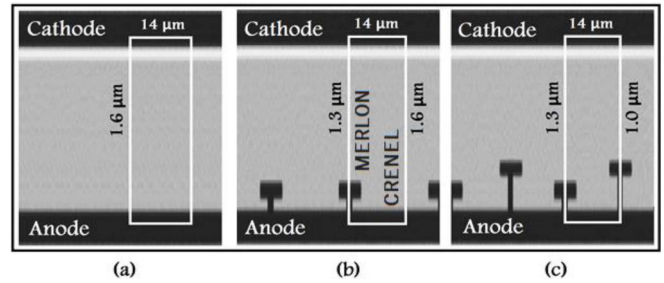 14 μm
Cathode
1.6 μm
Anode
(a)
14 μm
Cathode
1.3 μm
MERLON
CRENEL
1.6 μm
Anode
(b)
14 μm
Cathode
1.3 μm
1.0 μm
Anode
(c)